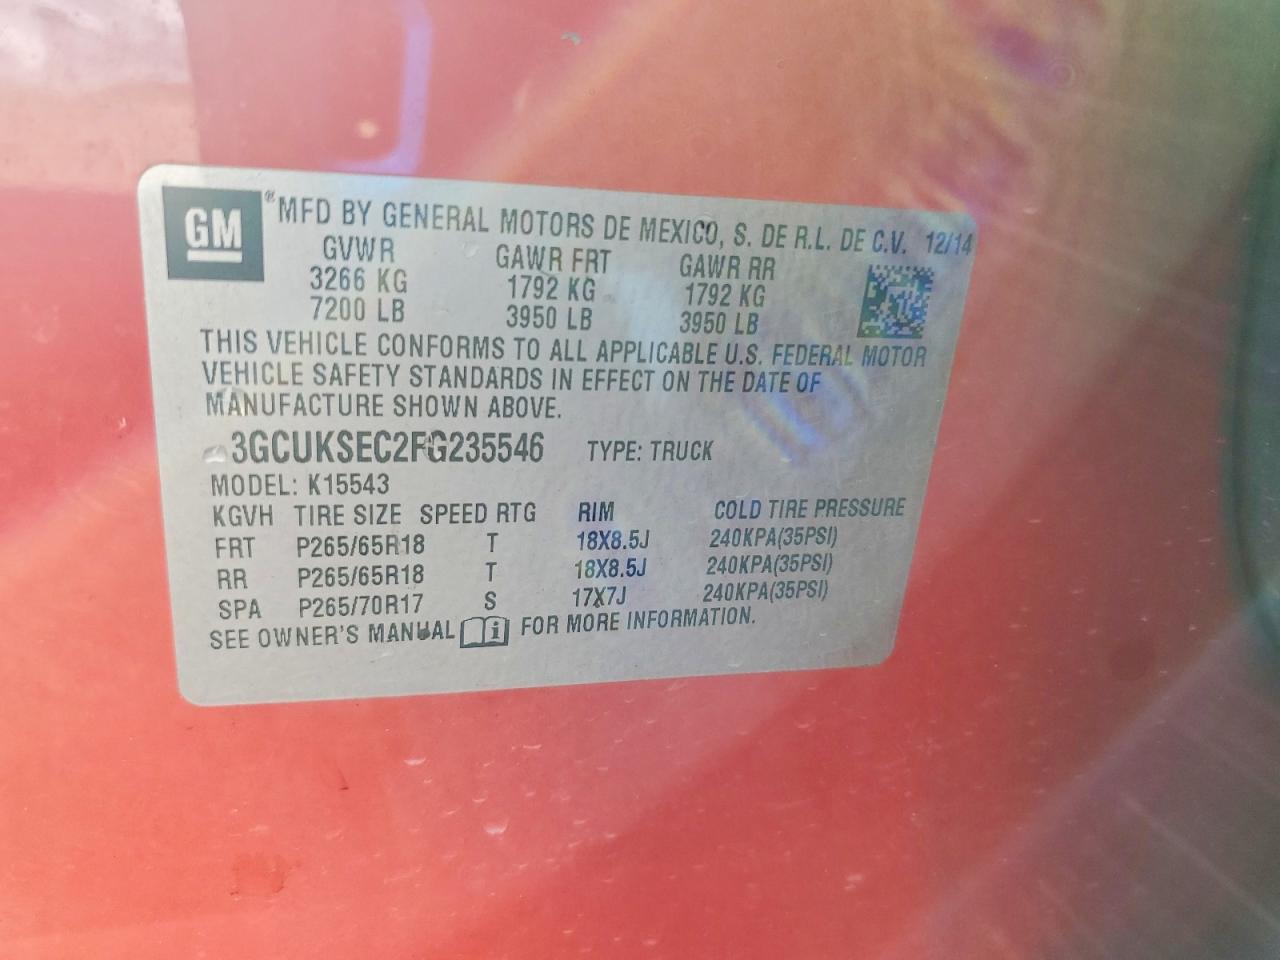 GM ® MFD BY GENERAL MOTORS DE MEXICO, S. DE R.L. DE C.V. 12/14
GVWR GAWR FRT GAWR RR
3266 KG 1792 KG 1792 KG
7200 LB 3950 LB 3950 LB
THIS VEHICLE CONFORMS TO ALL APPLICABLE U.S. FEDERAL MOTOR
VEHICLE SAFETY STANDARDS IN EFFECT ON THE DATE OF
MANUFACTURE SHOWN ABOVE.
3GCUKSEC2FG235546 TYPE: TRUCK
MODEL: K15543
KGVH TIRE SIZE SPEED RTG RIM COLD TIRE PRESSURE
FRT P265/65R18 T 18X8.5J 240KPA(35PSI)
RR P265/65R18 T 18X8.5J 240KPA(35PSI)
SPA P265/70R17 S 17X7J 240KPA(35PSI)
SEE OWNER'S MANUAL i FOR MORE INFORMATION.